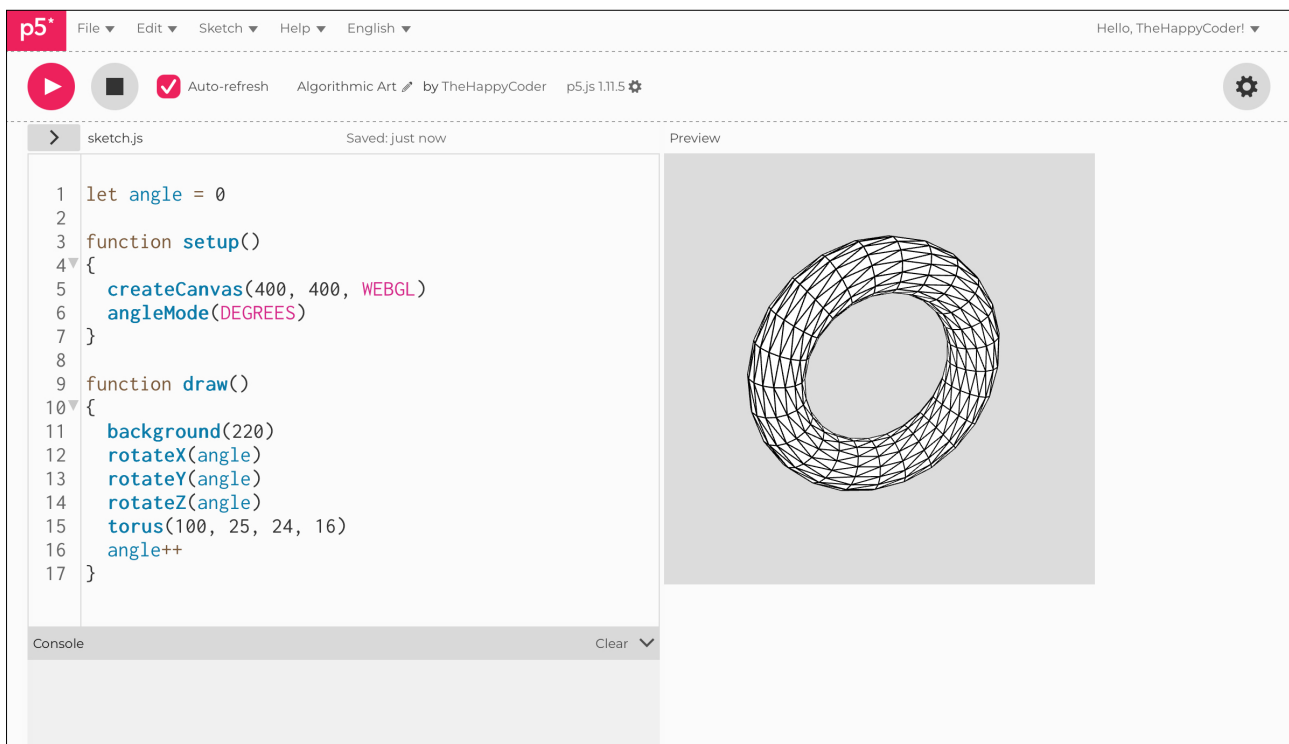 p5* File Edit Sketch Help English Hello, TheHappyCoder!
Auto-refresh Algorithmic Art by TheHappyCoder p5.js 1.11.5
sketch.js Saved: just now Preview
1 let angle = 0
2
3 function setup()
4 {
5   createCanvas(400, 400, WEBGL)
6   angleMode(DEGREES)
7 }
8
9 function draw()
10 {
11   background(220)
12   rotateX(angle)
13   rotateY(angle)
14   rotateZ(angle)
15   torus(100, 25, 24, 16)
16   angle++
17 }
Console Clear